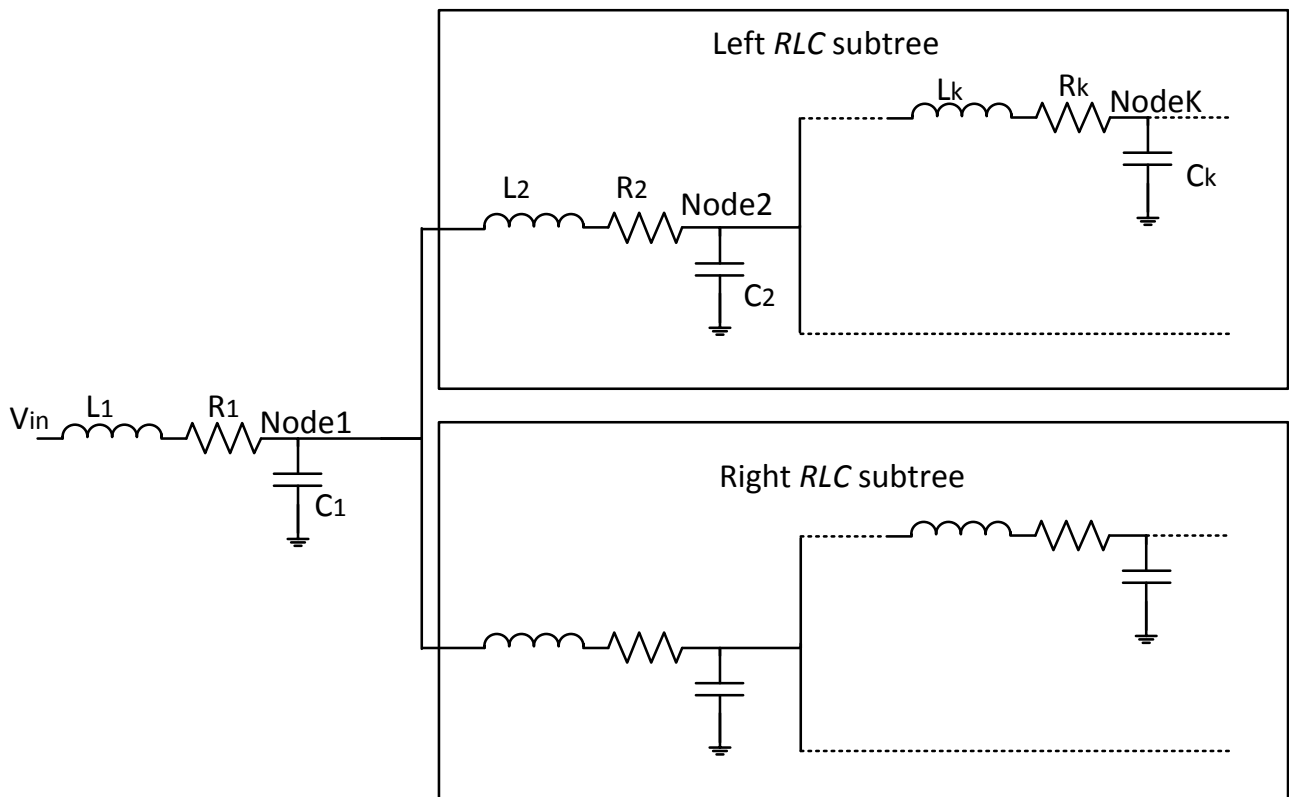 Left RLC subtree
Lk
Rk
NodeK
Ck
L2
R2
Node2
C2
Vin
L1
R1
Node1
C1
Right RLC subtree